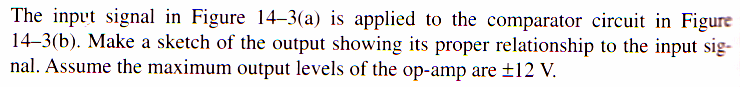 The input signal in Figure 14–3(a) is applied to the comparator circuit in Figure
14–3(b). Make a sketch of the output showing its proper relationship to the input sig-
nal. Assume the maximum output levels of the op-amp are ±12 V.